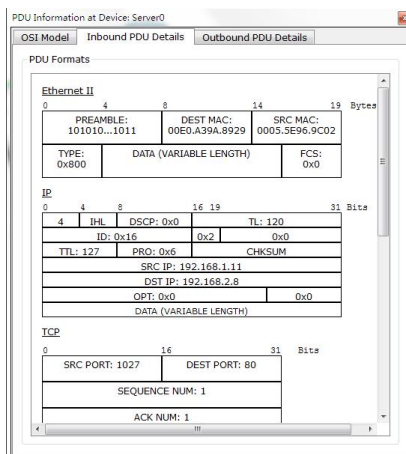 PDU Information at Device: Server0
OSI Model Inbound PDU Details Outbound PDU Details
PDU Formats
Ethernet II
0 4 8 14 19 Bytes
PREAMBLE: 101010...1011 DEST MAC: 00E0.A39A.8929 SRC MAC: 0005.5E96.9C02
TYPE: 0x800 DATA (VARIABLE LENGTH) FCS: 0x0
IP
0 4 8 16 19 31 Bits
4 IHL DSCP: 0x0 TL: 120
ID: 0x16 0x2 0x0
TTL: 127 PRO: 0x6 CHKSUM
SRC IP: 192.168.1.11
DST IP: 192.168.2.8
OPT: 0x0 0x0
DATA (VARIABLE LENGTH)
TCP
0 16 31 Bits
SRC PORT: 1027 DEST PORT: 80
SEQUENCE NUM: 1
ACK NUM: 1